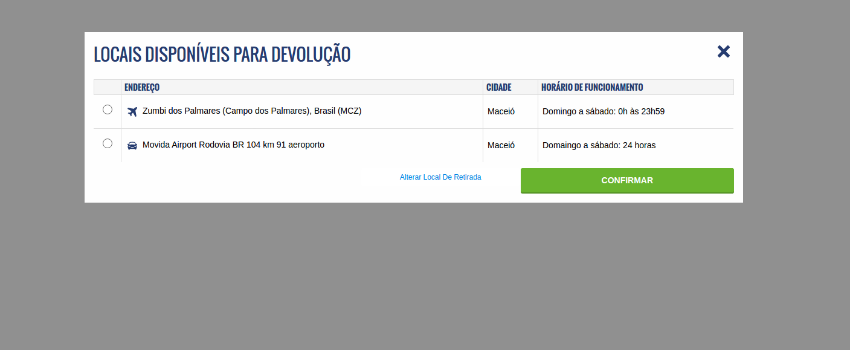 LOCAIS DISPONÍVEIS PARA DEVOLUÇÃO
ENDEREÇO CIDADE HORÁRIO DE FUNCIONAMENTO
Zumbi dos Palmares (Campo dos Palmares), Brasil (MCZ) Maceió Domingo a sábado: 0h às 23h59
Movida Airport Rodovia BR 104 km 91 aeroporto Maceió Domaingo a sábado: 24 horas
Alterar Local De Retirada CONFIRMAR